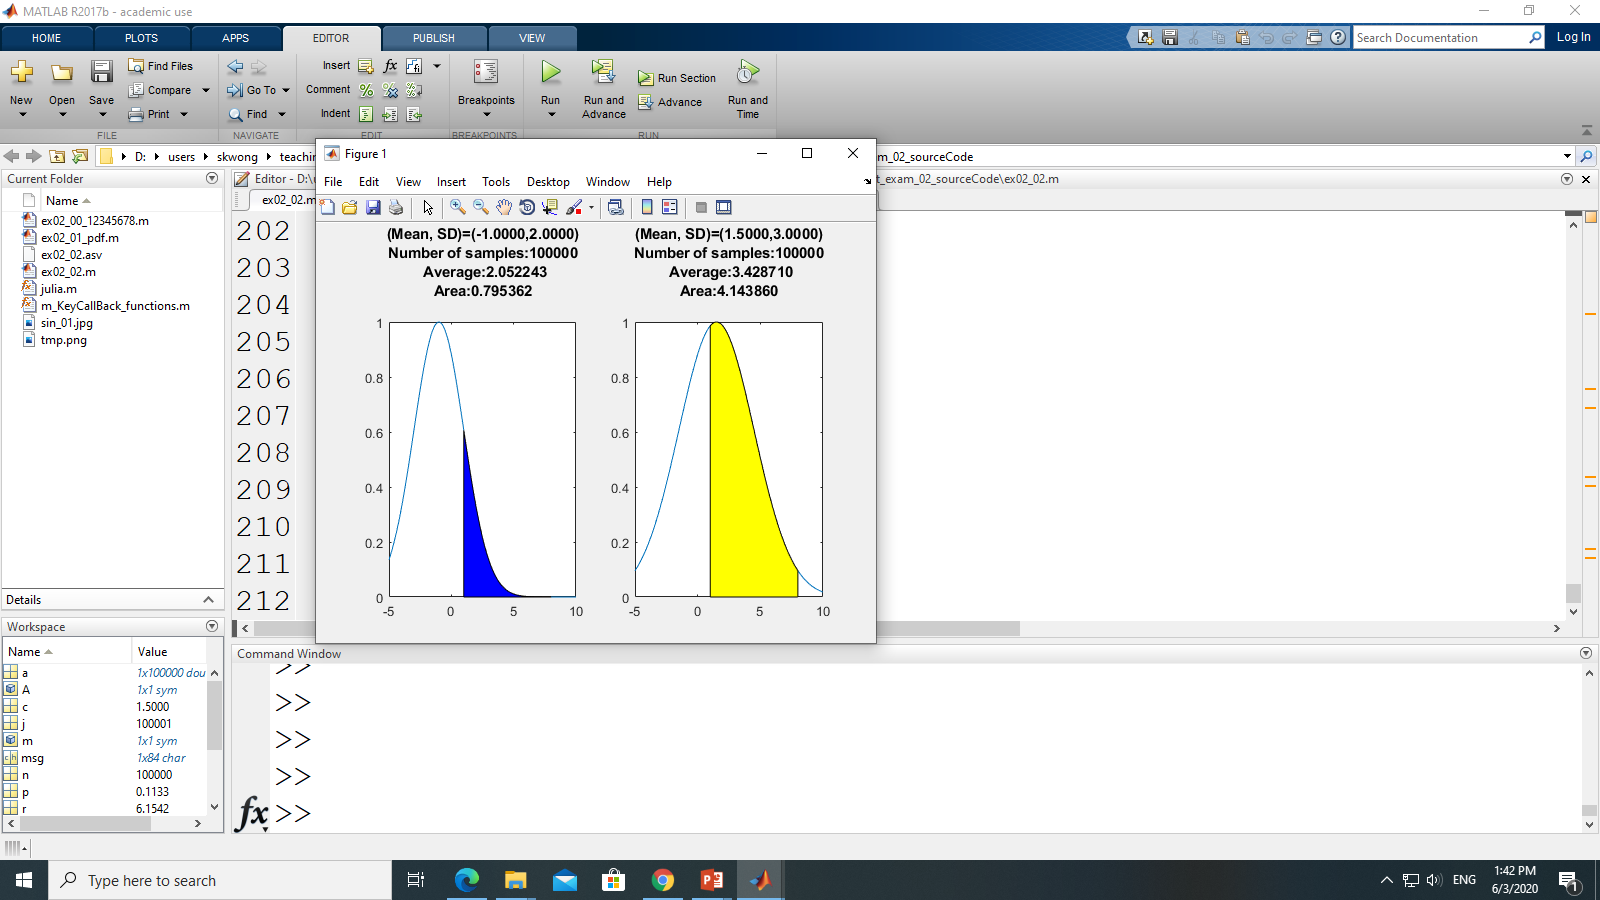 MATLAB R2017b - academic use
HOME PLOTS APPS EDITOR PUBLISH VIEW
Search Documentation
Log In
New Open Save
Find Files
Compare
Print
FILE
Go To
Find
NAVIGATE
Insert fx
Comment
Indent
EDIT
Breakpoints
BREAKPOINTS
Run
Run and Advance
Run Section
Advance
Run and Time
RUN
D: users skwong
m_02_sourceCode
Current Folder
Name
ex02_00_12345678.m
ex02_01_pdf.m
ex02_02.asv
ex02_02.m
julia.m
m_KeyCallBack_functions.m
sin_01.jpg
tmp.png
Details
Workspace
Name Value
a 1x100000 dou
A 1x1 sym
c 1.5000
j 100001
m 1x1 sym
msg 1x84 char
n 100000
p 0.1133
r 6.1542
t_exam_02_sourceCode\ex02_02.m
202
203
204
205
206
207
208
209
210
211
212
Figure 1
File Edit View Insert Tools Desktop Window Help
(Mean, SD)=(-1.0000,2.0000)
Number of samples:100000
Average:2.052243
Area:0.795362
1
0.8
0.6
0.4
0.2
0
-5 0 5 10
(Mean, SD)=(1.5000,3.0000)
Number of samples:100000
Average:3.428710
Area:4.143860
1
0.8
0.6
0.4
0.2
0
-5 0 5 10
Command Window
>>
>>
>>
>>
fx >>
Type here to search
ENG
1:42 PM
6/3/2020
1